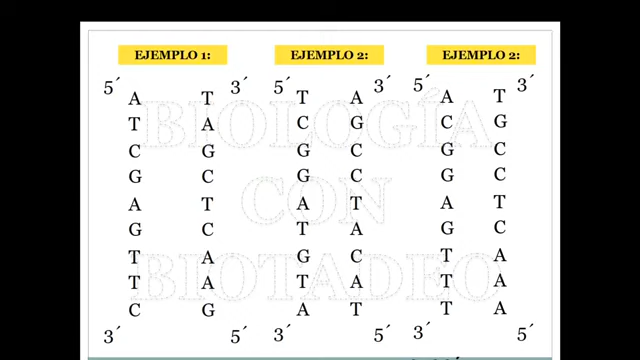 EJEMPLO 1: EJEMPLO 2: EJEMPLO 2:
5´ 3´ 5´ 3´ 5´ 3´
A T T A A T
T A C G C G
C G G C G C
G C G C G C
A T A T A T
G C T A G C
T A G C T A
T A T A T A
C G A T T A
3´ 5´ 3´ 5´ 3´ 5´
BIOLOGÍA
CON
BIOTADEO